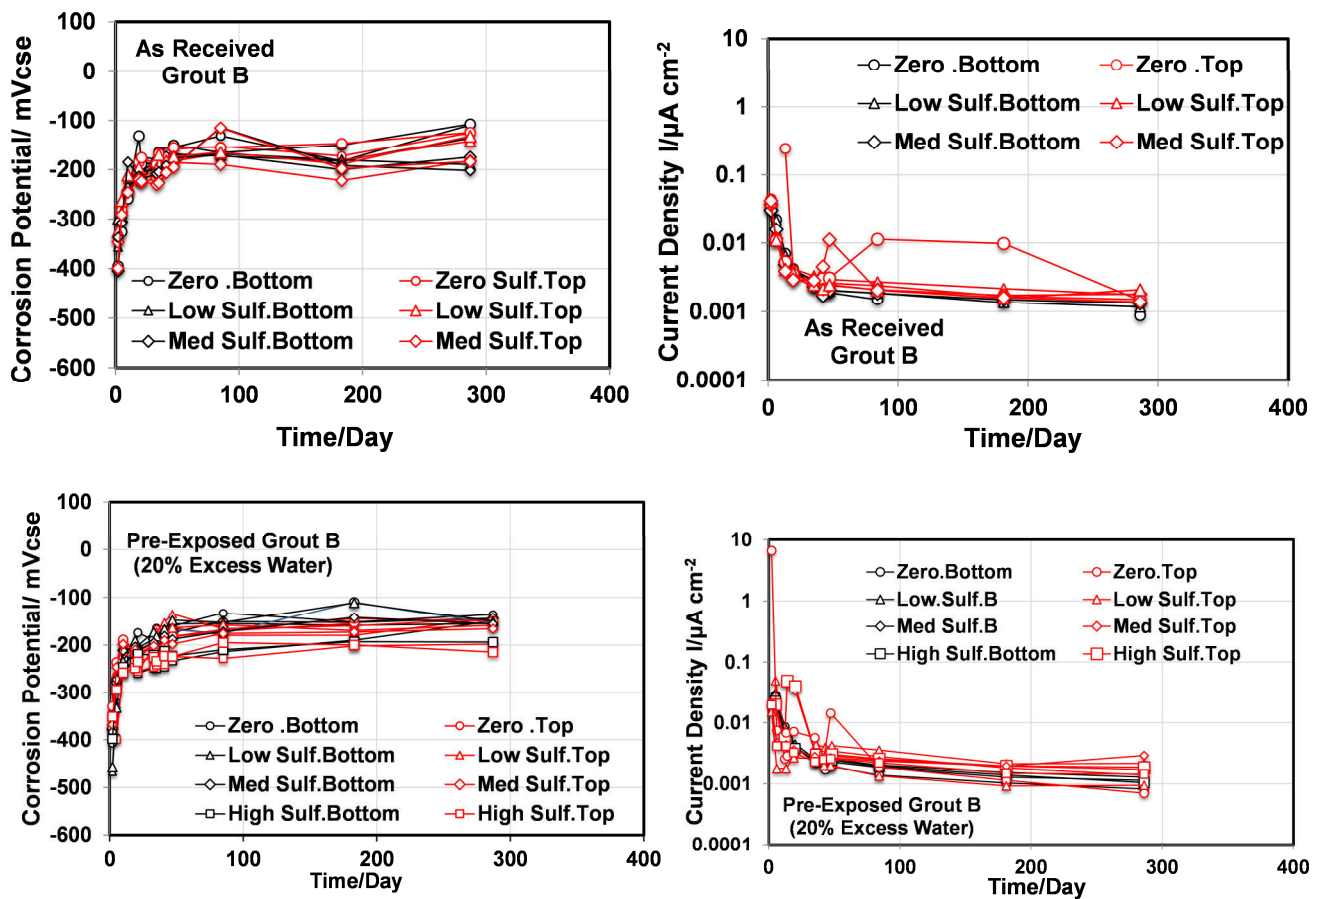 100
0
-100
-200
-300
-400
-500
-600
Corrosion Potential/ mVcse
As Received
Grout B
Zero .Bottom
Zero Sulf.Top
Low Sulf.Bottom
Low Sulf.Top
Med Sulf.Bottom
Med Sulf.Top
0
100
200
300
400
Time/Day
10
1
0.1
0.01
0.001
0.0001
Current Density I/µA cm-2
Zero .Bottom
Zero .Top
Low Sulf.Bottom
Low Sulf.Top
Med Sulf.Bottom
Med Sulf.Top
As Received
Grout B
0
100
200
300
400
Time/Day
100
0
-100
-200
-300
-400
-500
-600
Corrosion Potential/ mVcse
Pre-Exposed Grout B
(20% Excess Water)
Zero .Bottom
Zero .Top
Low Sulf.Bottom
Low Sulf.Top
Med Sulf.Bottom
Med Sulf.Top
High Sulf.Bottom
High Sulf.Top
0
100
200
300
400
Time/Day
10
1
0.1
0.01
0.001
0.0001
Current Density I/µA cm-2
Zero.Bottom
Zero.Top
Low.Sulf.B
Low Sulf.Top
Med Sulf.B
Med Sulf.Top
High Sulf.Bottom
High Sulf.Top
Pre-Exposed Grout B
(20% Excess Water)
0
100
200
300
400
Time/Day